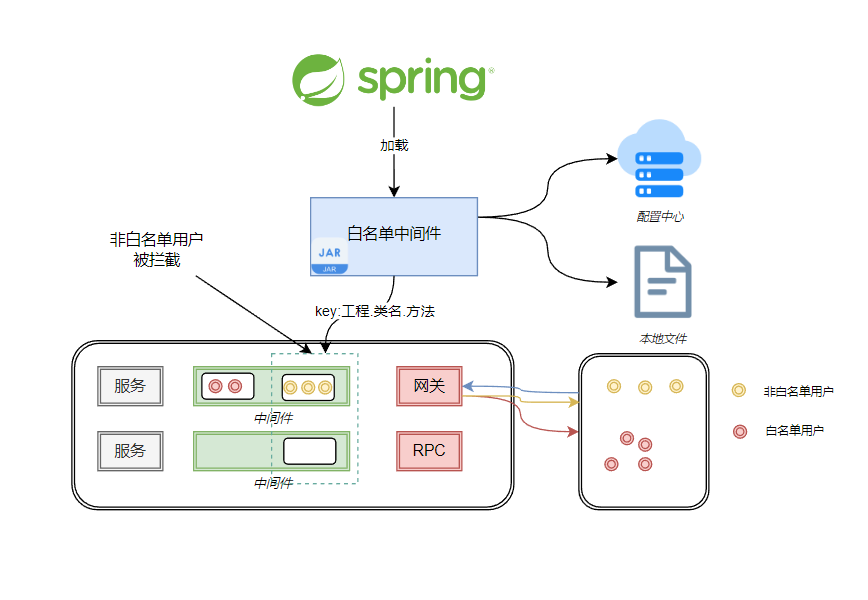 spring®
加载
白名单中间件
JAR
JAR
配置中心
非白名单用户
被拦截
key:工程.类名.方法
本地文件
服务
网关
中间件
服务
RPC
中间件
非白名单用户
白名单用户